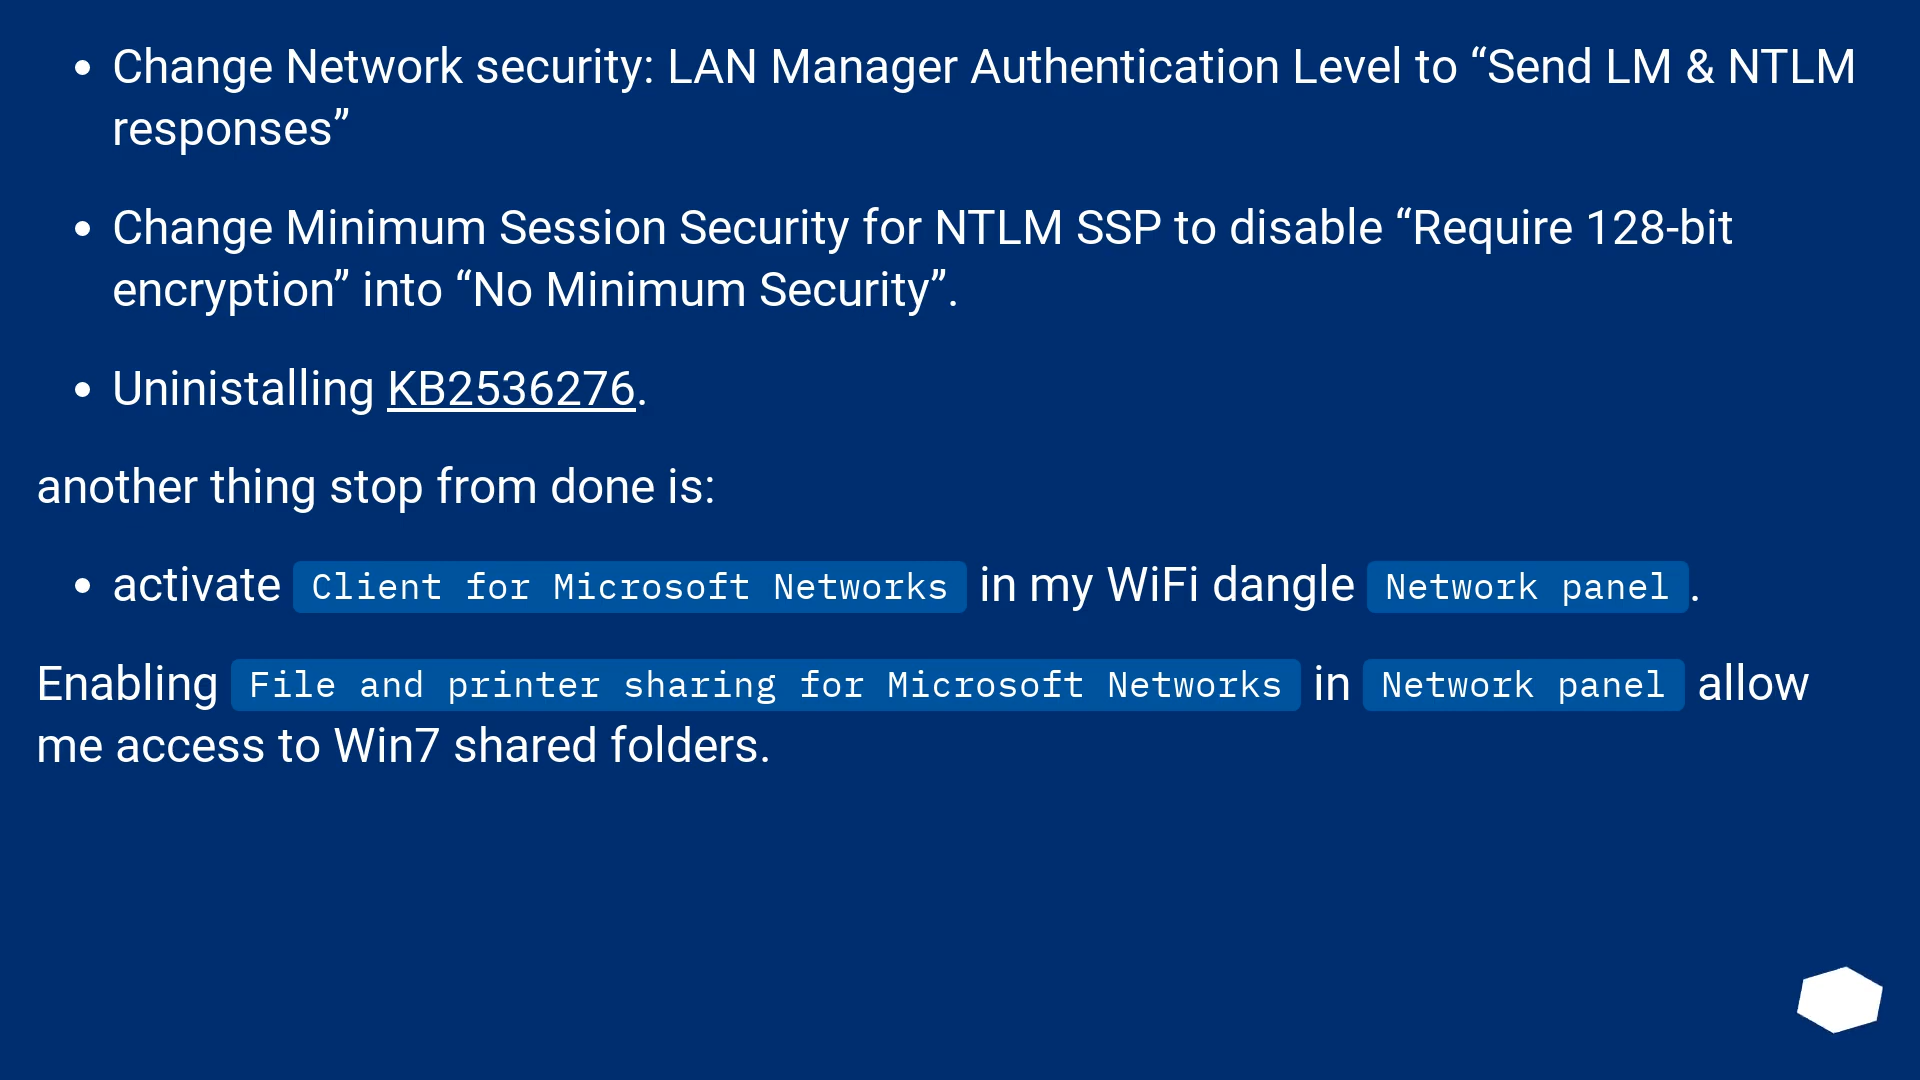 • Change Network security: LAN Manager Authentication Level to “Send LM & NTLM
responses”
• Change Minimum Session Security for NTLM SSP to disable “Require 128-bit
encryption” into “No Minimum Security”.
• Uninistalling KB2536276.
another thing stop from done is:
• activate Client for Microsoft Networks in my WiFi dangle Network panel.
Enabling File and printer sharing for Microsoft Networks in Network panel allow
me access to Win7 shared folders.